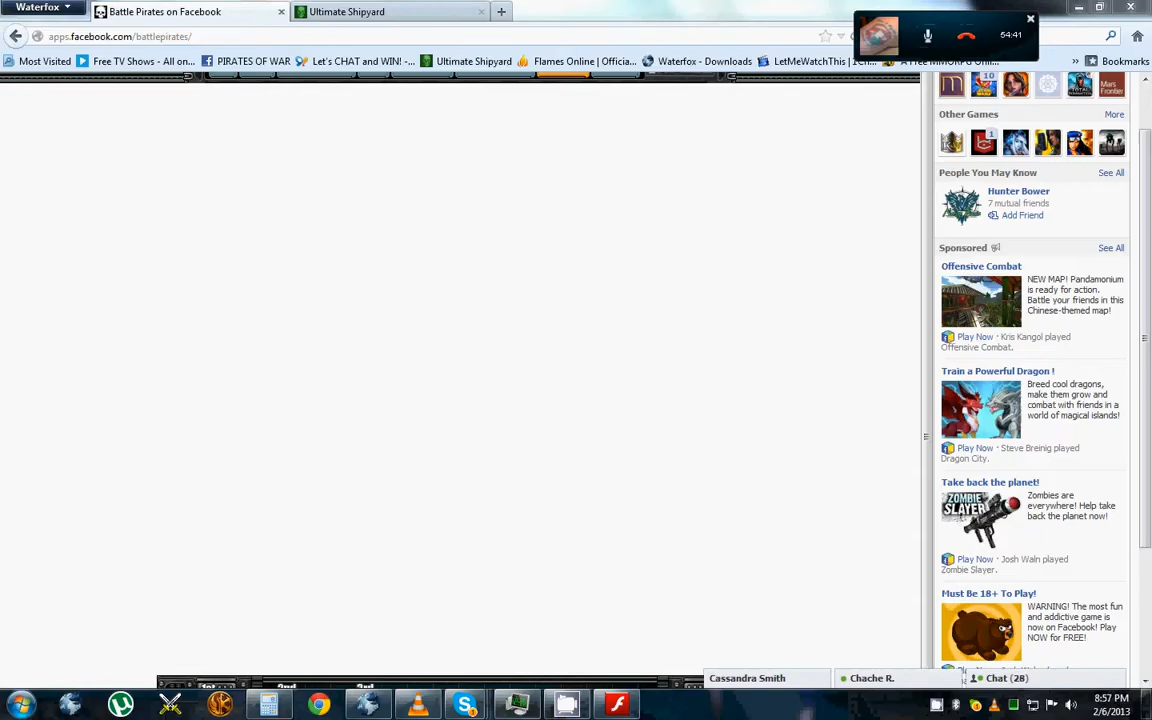 Waterfox
Battle Pirates on Facebook
Ultimate Shipyard
54:41
apps.facebook.com/battlepirates/
Most Visited
Free TV Shows - All on...
PIRATES OF WAR
Let's CHAT and WIN! -...
Ultimate Shipyard
Flames Online | Officia...
Waterfox - Downloads
LetMeWatchThis | 1Ch...
A Free MMORPG On...
Bookmarks
10
Other Games
More
1
People You May Know
See All
Hunter Bower
7 mutual friends
Add Friend
Sponsored
See All
Offensive Combat
NEW MAP! Pandamonium
is ready for action.
Battle your friends in this
Chinese-themed map!
Play Now · Kris Kangol played
Offensive Combat.
Train a Powerful Dragon !
Breed cool dragons,
make them grow and
combat with friends in a
world of magical islands!
Play Now · Steve Breinig played
Dragon City.
Take back the planet!
ZOMBIE
SLAYER
Zombies are
everywhere! Help take
back the planet now!
Play Now · Josh Waln played
Zombie Slayer.
Must Be 18+ To Play!
WARNING! The most fun
and addictive game is
now on Facebook! Play
NOW for FREE!
Cassandra Smith
Chache R.
Chat (28)
8:57 PM
2/6/2013